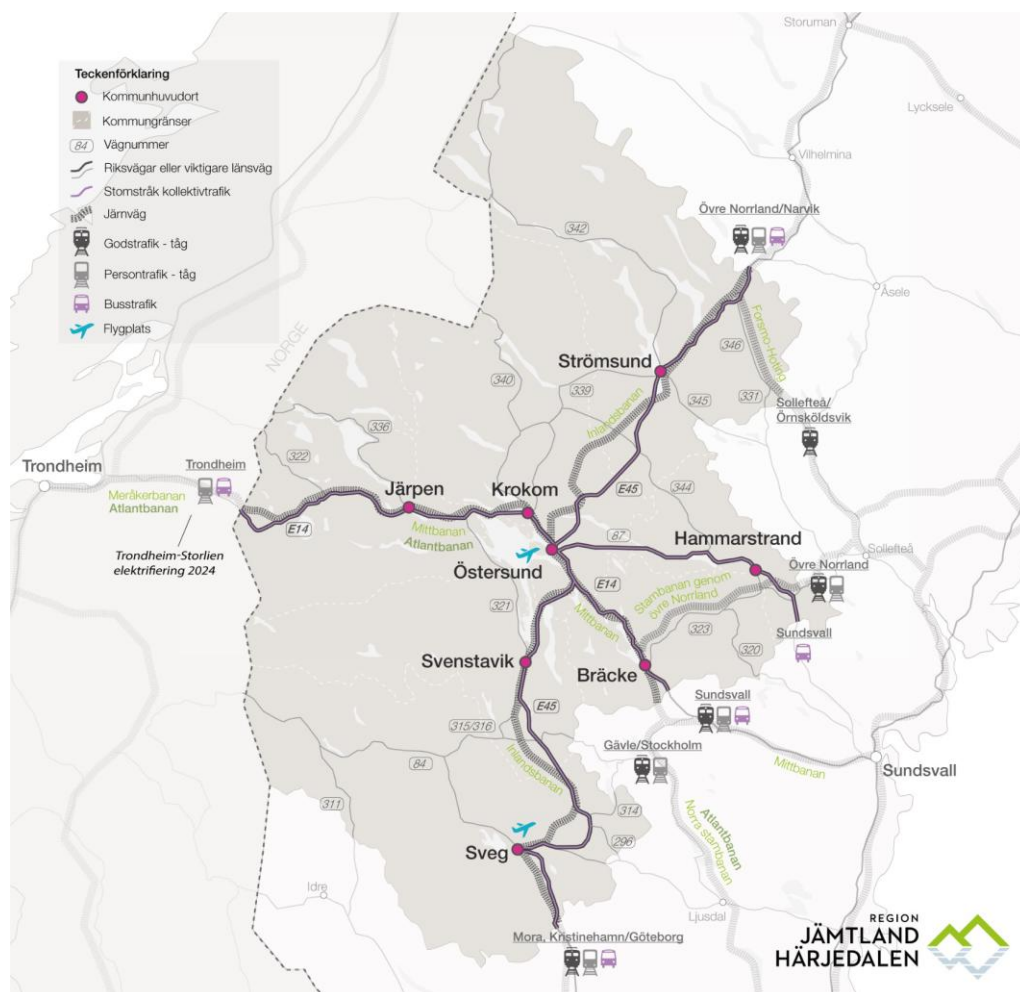 Teckenförklaring
Kommunhuvudort
Kommungränser
84 Vägnummer
Riksvägar eller viktigare länsväg
Stomstråk kollektivtrafik
Järnväg
Godstrafik - tåg
Persontrafik - tåg
Busstrafik
Flygplats
Storuman
Lycksele
Vilhelmina
Övre Norrland/Narvik
342
Åsele
NORGE
346
Forsmo-Hoting
Strömsund
340
339
345
331
Inlandsbanan
Sollefteå/
Örnsköldsvik
336
322
Trondheim
Trondheim
Järpen
Krokom
E45
344
Meråkerbanan
Atlantbanan
E14
Mittbanan
Atlantbanan
87
Hammarstrand
Sollefteå
Trondheim-Storlien
elektrifiering 2024
Östersund
E14
Övre Norrland
Stambanan genom
övre Norrland
321
Mittbanan
323
320
Sundsvall
Svenstavik
Bräcke
E45
Sundsvall
315/316
Gävle/Stockholm
Inlandsbanan
84
Mittbanan
Sundsvall
311
314
296
Atlantbanan
Norra stambanan
Sveg
Idre
Ljusdal
Mora, Kristinehamn/Göteborg
REGION
JÄMTLAND
HÄRJEDALEN